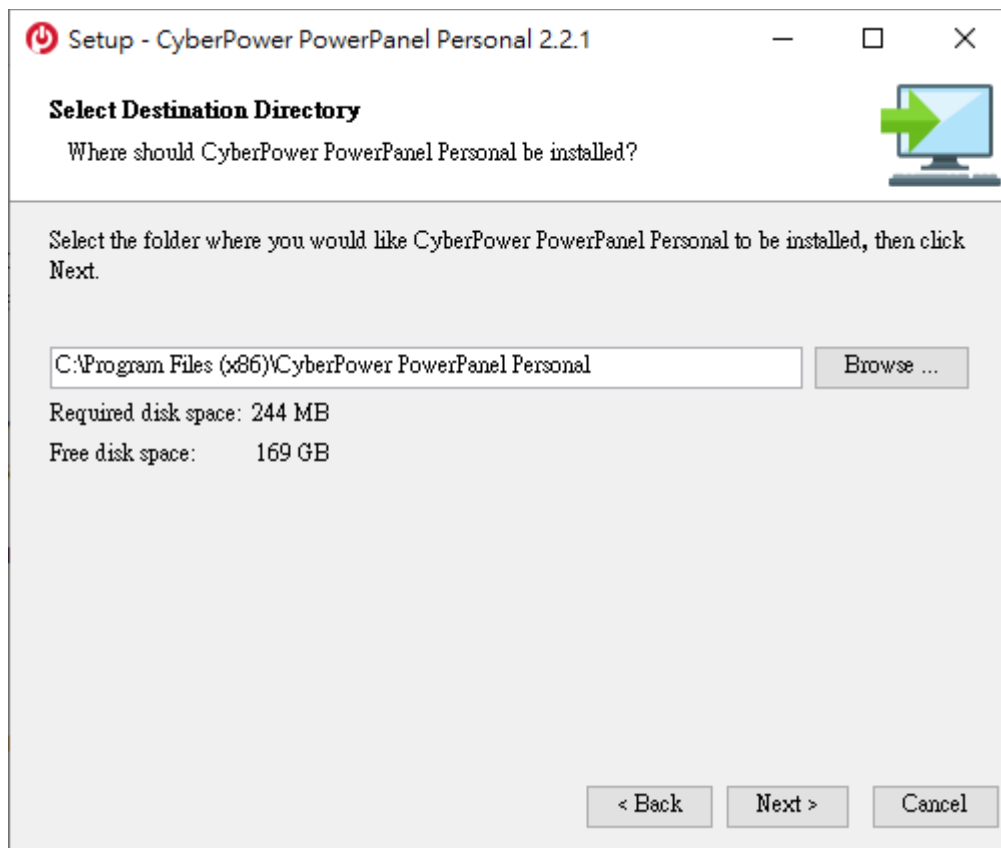 Setup - CyberPower PowerPanel Personal 2.2.1
Select Destination Directory
Where should CyberPower PowerPanel Personal be installed?
Select the folder where you would like CyberPower PowerPanel Personal to be installed, then click
Next.
C:\Program Files (x86)\CyberPower PowerPanel Personal
Browse ...
Required disk space: 244 MB
Free disk space: 169 GB
< Back
Next >
Cancel